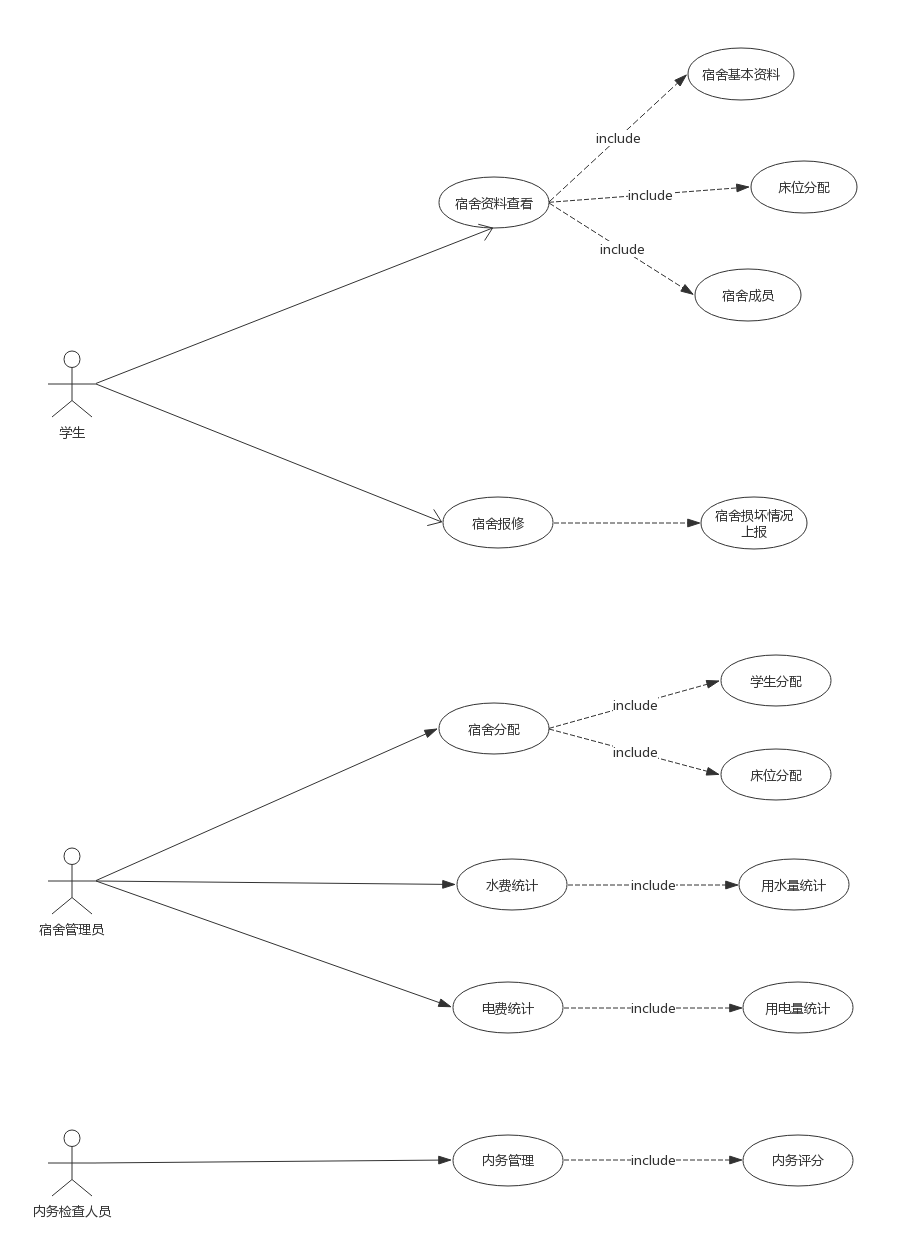 宿舍基本资料
include
宿舍资料查看
include
床位分配
include
宿舍成员
学生
宿舍报修
宿舍损坏情况
上报
学生分配
include
宿舍分配
include
床位分配
水费统计
include
用水量统计
宿舍管理员
电费统计
include
用电量统计
内务管理
include
内务评分
内务检查人员